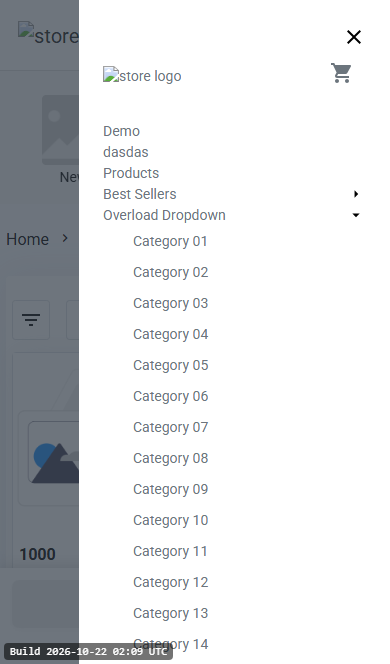 store
store logo
Demo
dasdas
Products
Best Sellers
Overload Dropdown
Category 01
Category 02
Category 03
Category 04
Category 05
Category 06
Category 07
Category 08
Category 09
Category 10
Category 11
Category 12
Category 13
Category 14
Home
1000
Build 2026-10-22 02:09 UTC